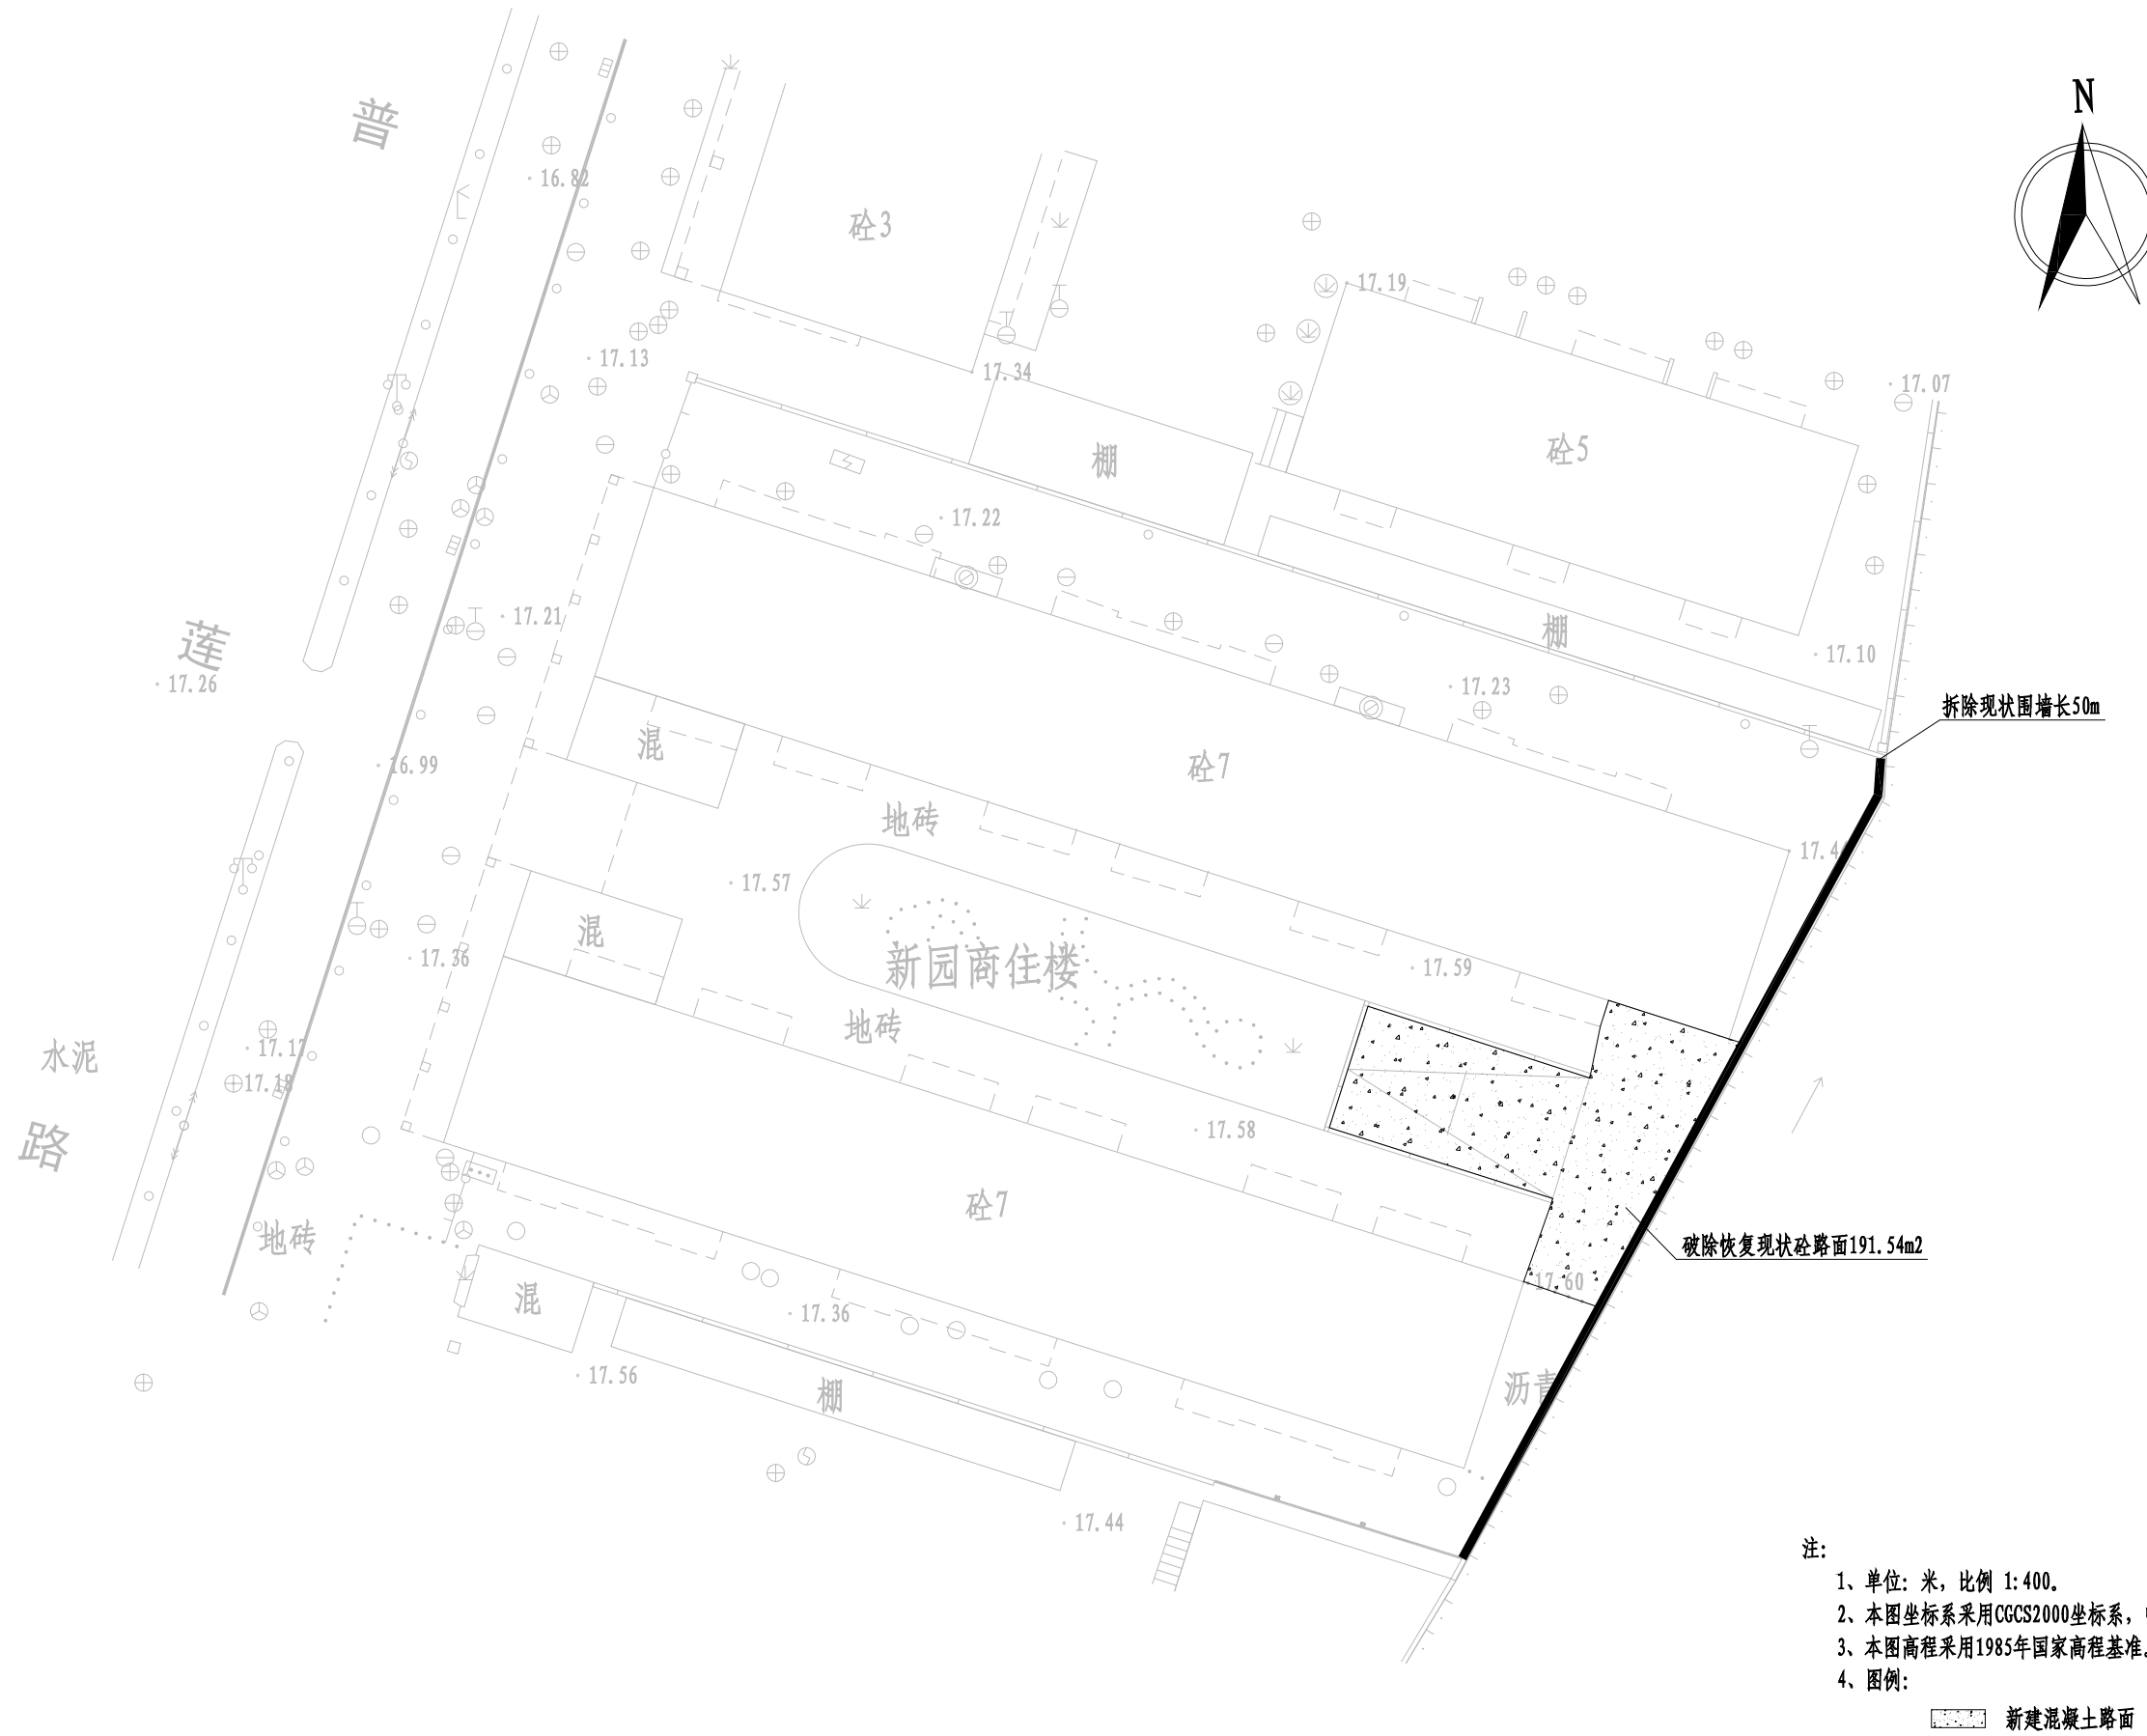 普
N
16.82
砼3
17.19
17.13
17.34
17.07
砼5
棚
17.22
17.21
莲
棚
17.10
17.26
17.23
拆除现状围墙长50m
混
16.99
砼7
地砖
17.57
混
17.36
新园商住楼
17.59
地砖
水泥
17.17
17.18
17.58
路
砼7
地砖
破除恢复现状砼路面191.54m2
17.60
混
17.36
17.56
棚
沥青
17.44
注:
1、单位: 米, 比例 1:400。
2、本图坐标系采用CGCS2000坐标系,
3、本图高程采用1985年国家高程基准。
4、图例:
新建混凝土路面